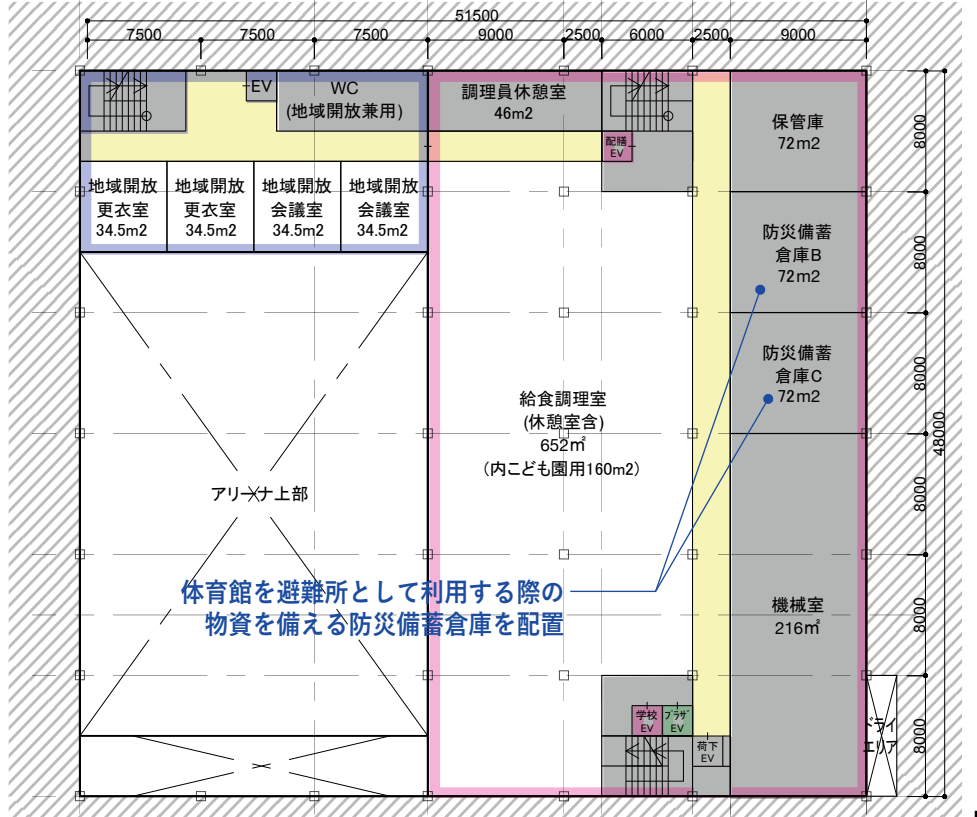 51500
7500
7500
7500
9000
2500
6000
2500
9000
EV
WC
(地域開放兼用)
調理員休憩室
46m2
配膳
EV
保管庫
72m2
8000
地域開放
更衣室
34.5m2
地域開放
更衣室
34.5m2
地域開放
会議室
34.5m2
地域開放
会議室
34.5m2
防災備蓄
倉庫B
72m2
8000
防災備蓄
倉庫C
72m2
8000
給食調理室
(休憩室含)
652㎡
(内こども園用160m2)
48000
アリーナ上部
8000
体育館を避難所として利用する際の
物資を備える防災備蓄倉庫を配置
機械室
216㎡
8000
学校
EV
プラザ
EV
荷下
EV
ドライ
エリア
8000